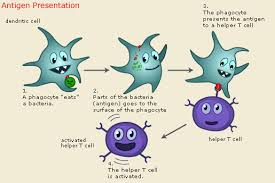 Antigen Presentation
dendritic cell
1.
A phagocyte "eats"
a bacteria.
2.
Parts of the bacteria
(antigen) goes to the
surface of the phagocyte
3.
The phagocyte
presents the antigen
to a helper T cell
helper T cell
activated
helper T cell
4.
The helper T cell
is activated.